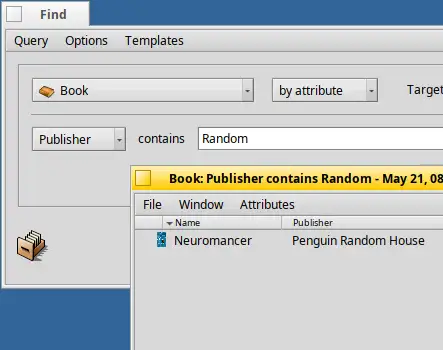 Find
Query Options Templates
Book by attribute Target
Publisher contains Random
Book: Publisher contains Random - May 21, 08
File Window Attributes
Name Publisher
Neuromancer Penguin Random House